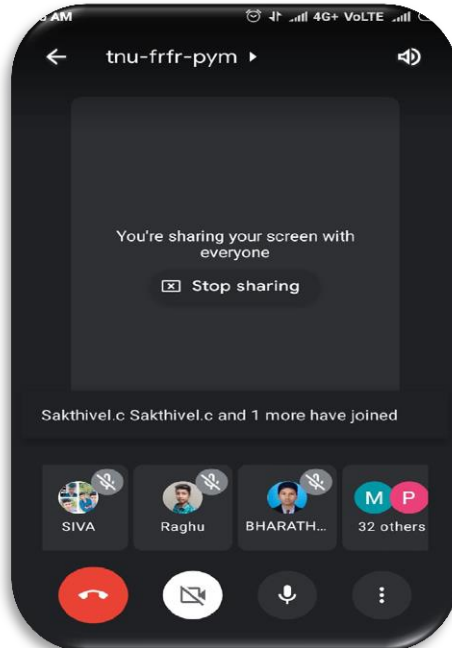 AM 4G+ VoLTE
tnu-frfr-pym
You're sharing your screen with
everyone
Stop sharing
Sakthivel.c Sakthivel.c and 1 more have joined
M P
SIVA Raghu BHARATH... 32 others